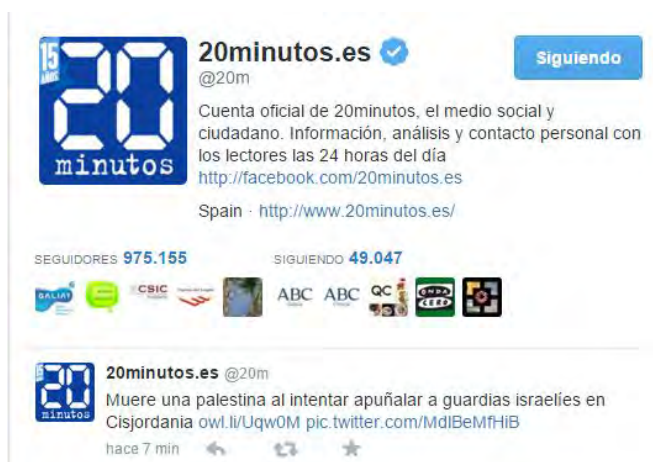 15
AÑOS
20
minutos
20minutos.es
@20m
Siguiendo
Cuenta oficial de 20minutos, el medio social y
ciudadano. Información, análisis y contacto personal con
los lectores las 24 horas del día
http://facebook.com/20minutos.es
Spain · http://www.20minutos.es/
SEGUIDORES 975.155
SIGUIENDO 49.047
GALIAT
CSIC
ABC
ABC
QC
ONDA
CERO
20
minutos
20minutos.es @20m
Muere una palestina al intentar apuñalar a guardias israelíes en
Cisjordania owl.li/Uqw0M pic.twitter.com/MdlBeMfHiB
hace 7 min